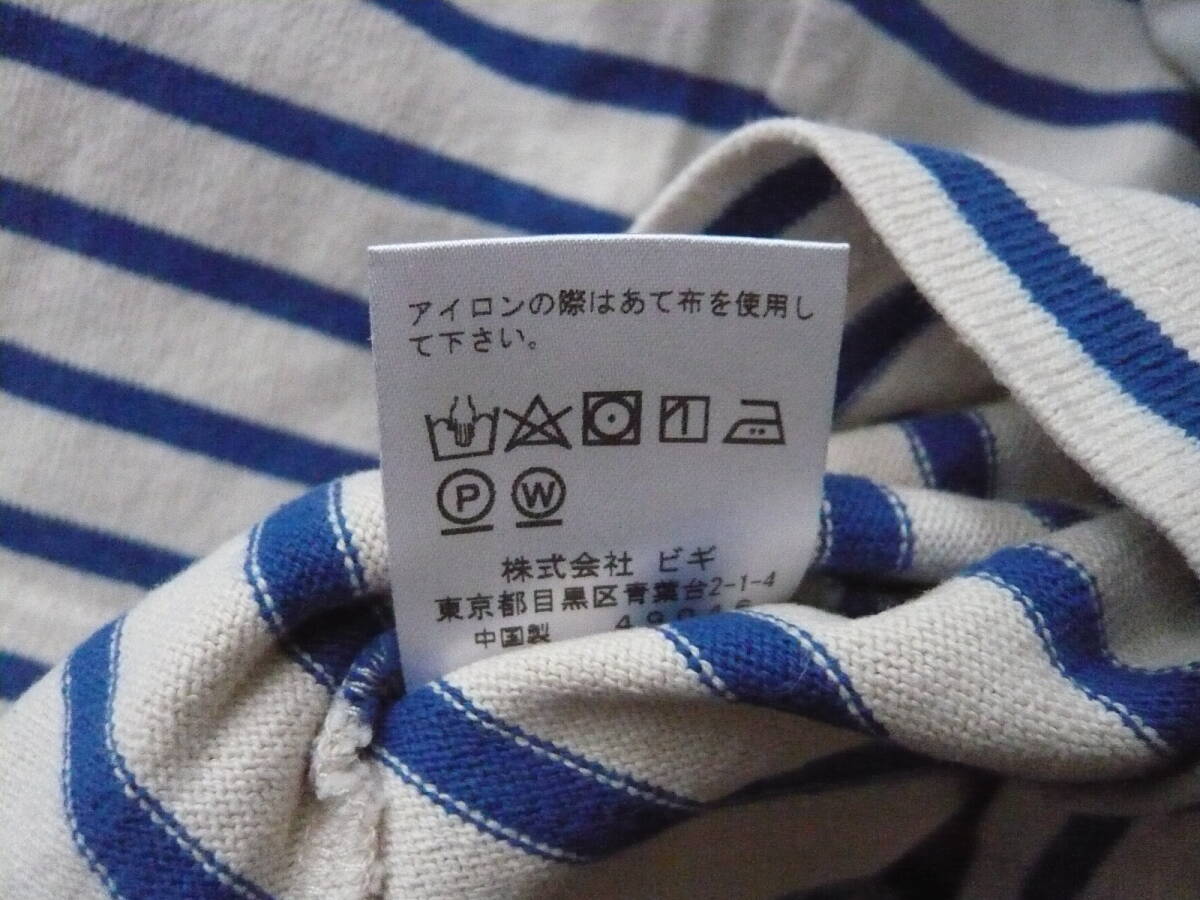 アイロンの際はあて布を使用し
て下さい。
P W
株式会社 ビギ
東京都目黒区青葉台2-1-4
中国製